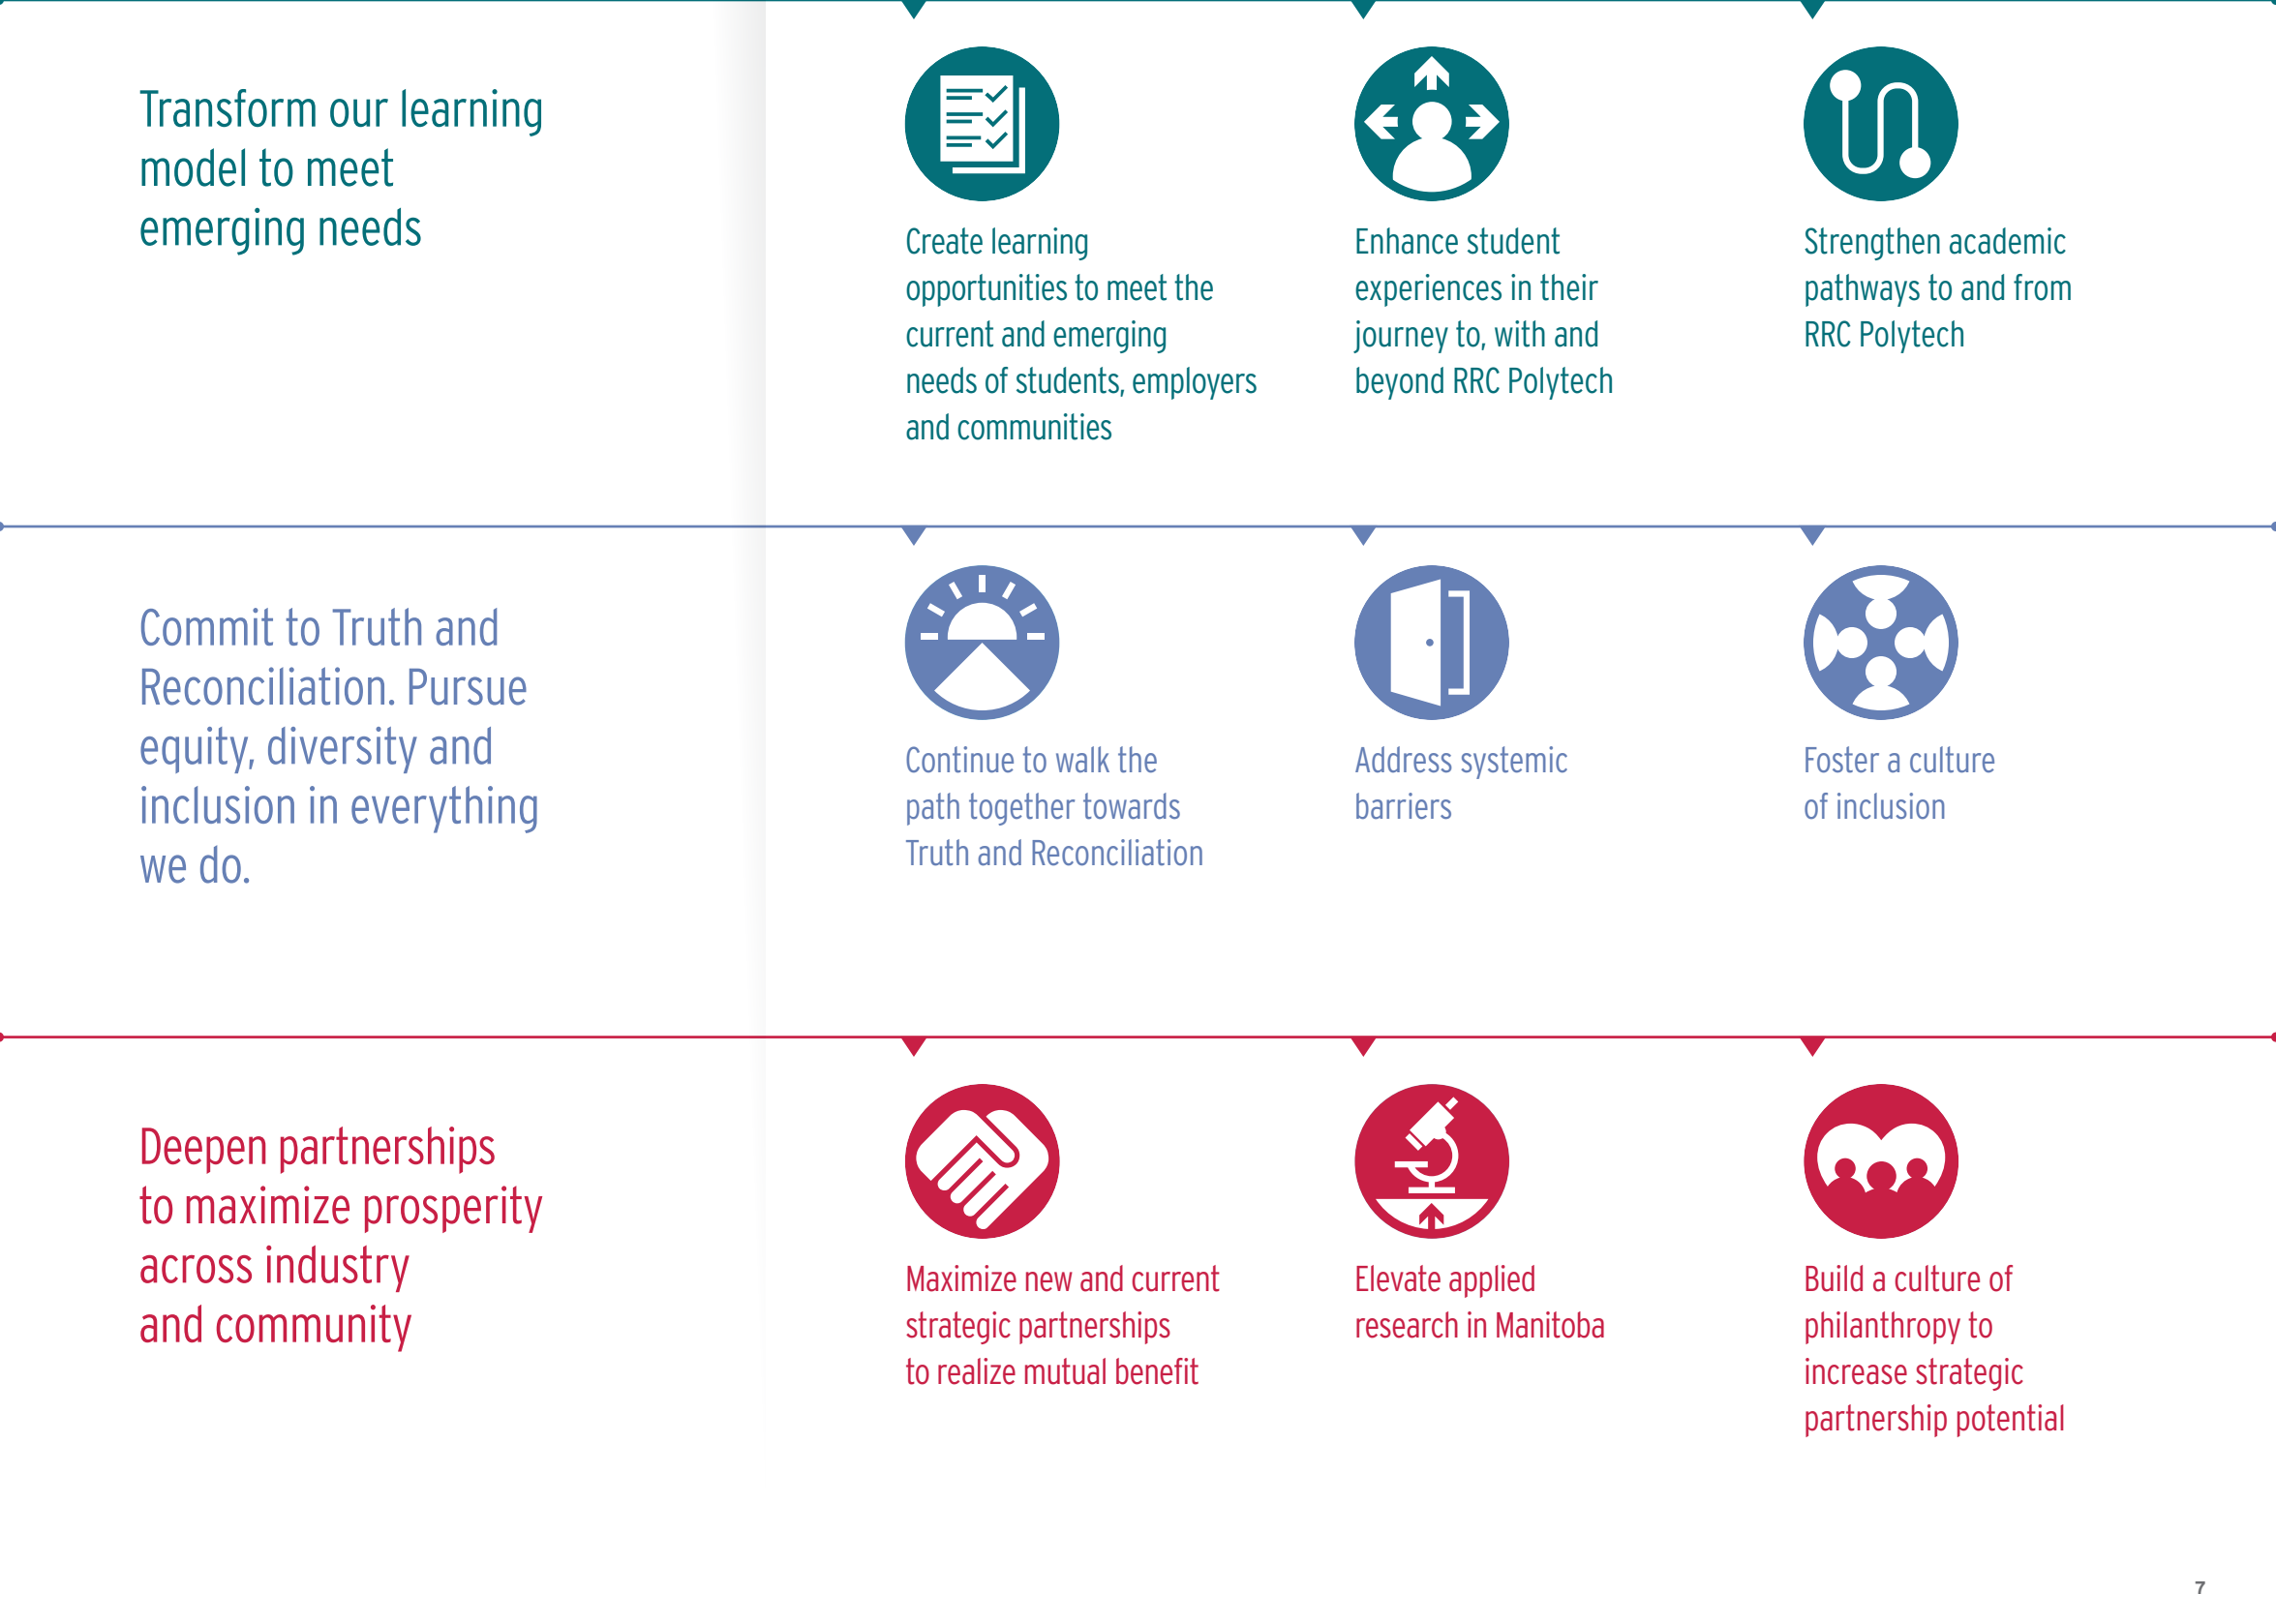 Transform our learning
model to meet
emerging needs
Create learning
opportunities to meet the
current and emerging
needs of students, employers
and communities
Enhance student
experiences in their
journey to, with and
beyond RRC Polytech
Strengthen academic
pathways to and from
RRC Polytech
Commit to Truth and
Reconciliation. Pursue
equity, diversity and
inclusion in everything
we do.
Continue to walk the
path together towards
Truth and Reconciliation
Address systemic
barriers
Foster a culture
of inclusion
Deepen partnerships
to maximize prosperity
across industry
and community
Maximize new and current
strategic partnerships
to realize mutual benefit
Elevate applied
research in Manitoba
Build a culture of
philanthropy to
increase strategic
partnership potential
7